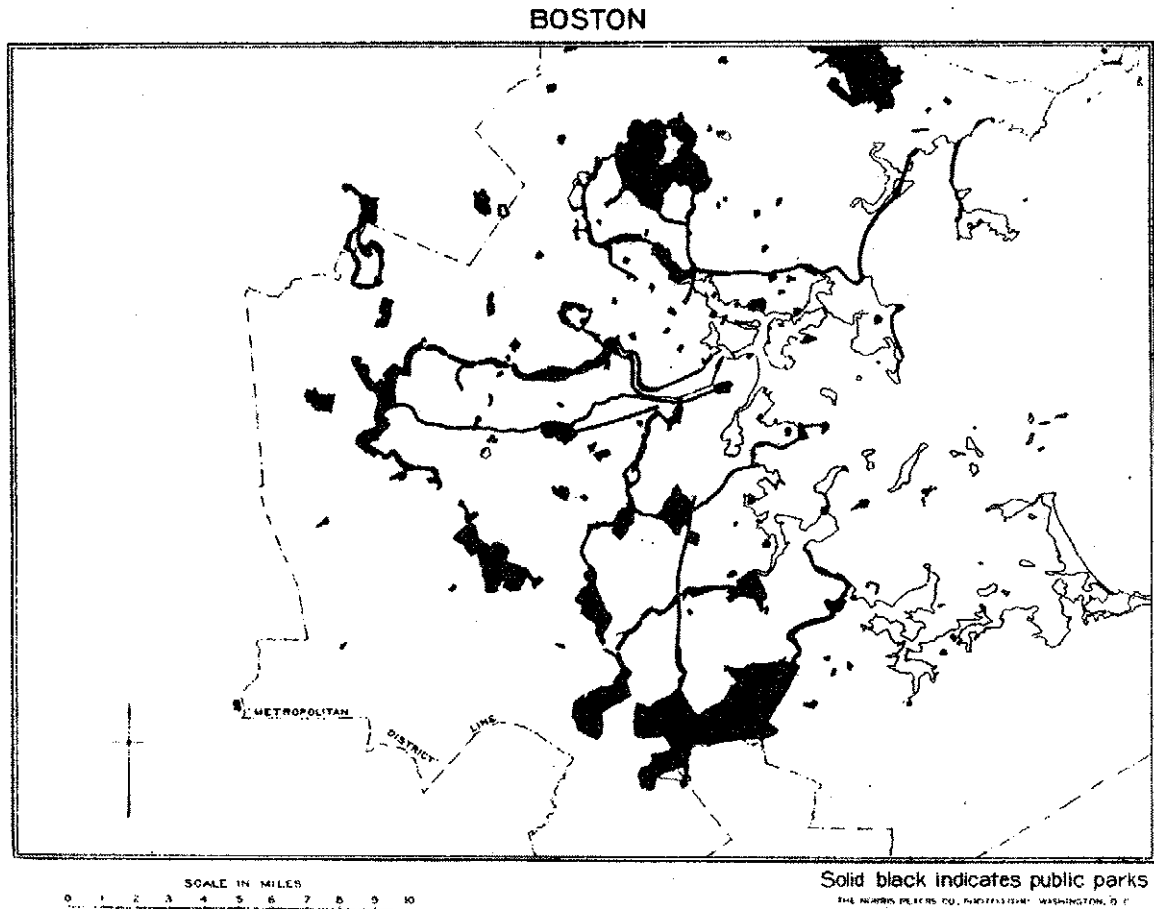 BOSTON
METROPOLITAN
DISTRICT
LINE
SCALE IN MILES
0 1 2 3 4 5 6 7 8 9 10
Solid black indicates public parks
THE NORRIS PETERS CO., WASHINGTON, D. C.